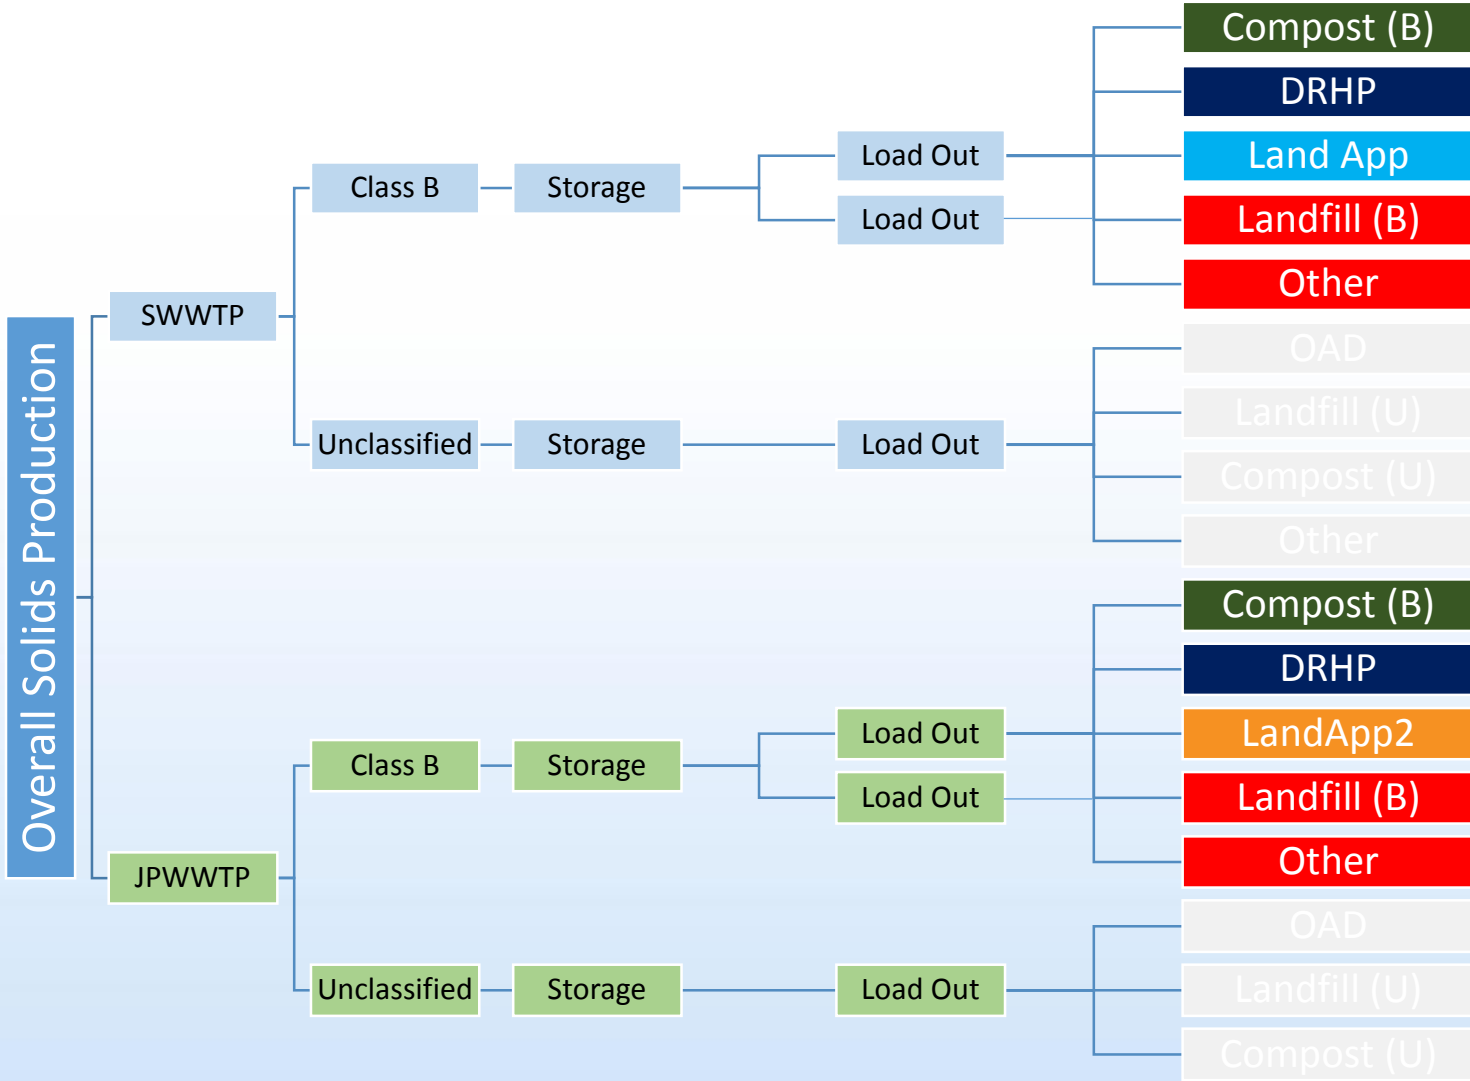 Overall Solids Production
SWWTP
Class B
Storage
Load Out
Load Out
Compost (B)
DRHP
Land App
Landfill (B)
Other
Unclassified
Storage
Load Out
OAD
Landfill (U)
Compost (U)
Other
JPWWTP
Class B
Storage
Load Out
Load Out
Compost (B)
DRHP
LandApp2
Landfill (B)
Other
Unclassified
Storage
Load Out
OAD
Landfill (U)
Compost (U)